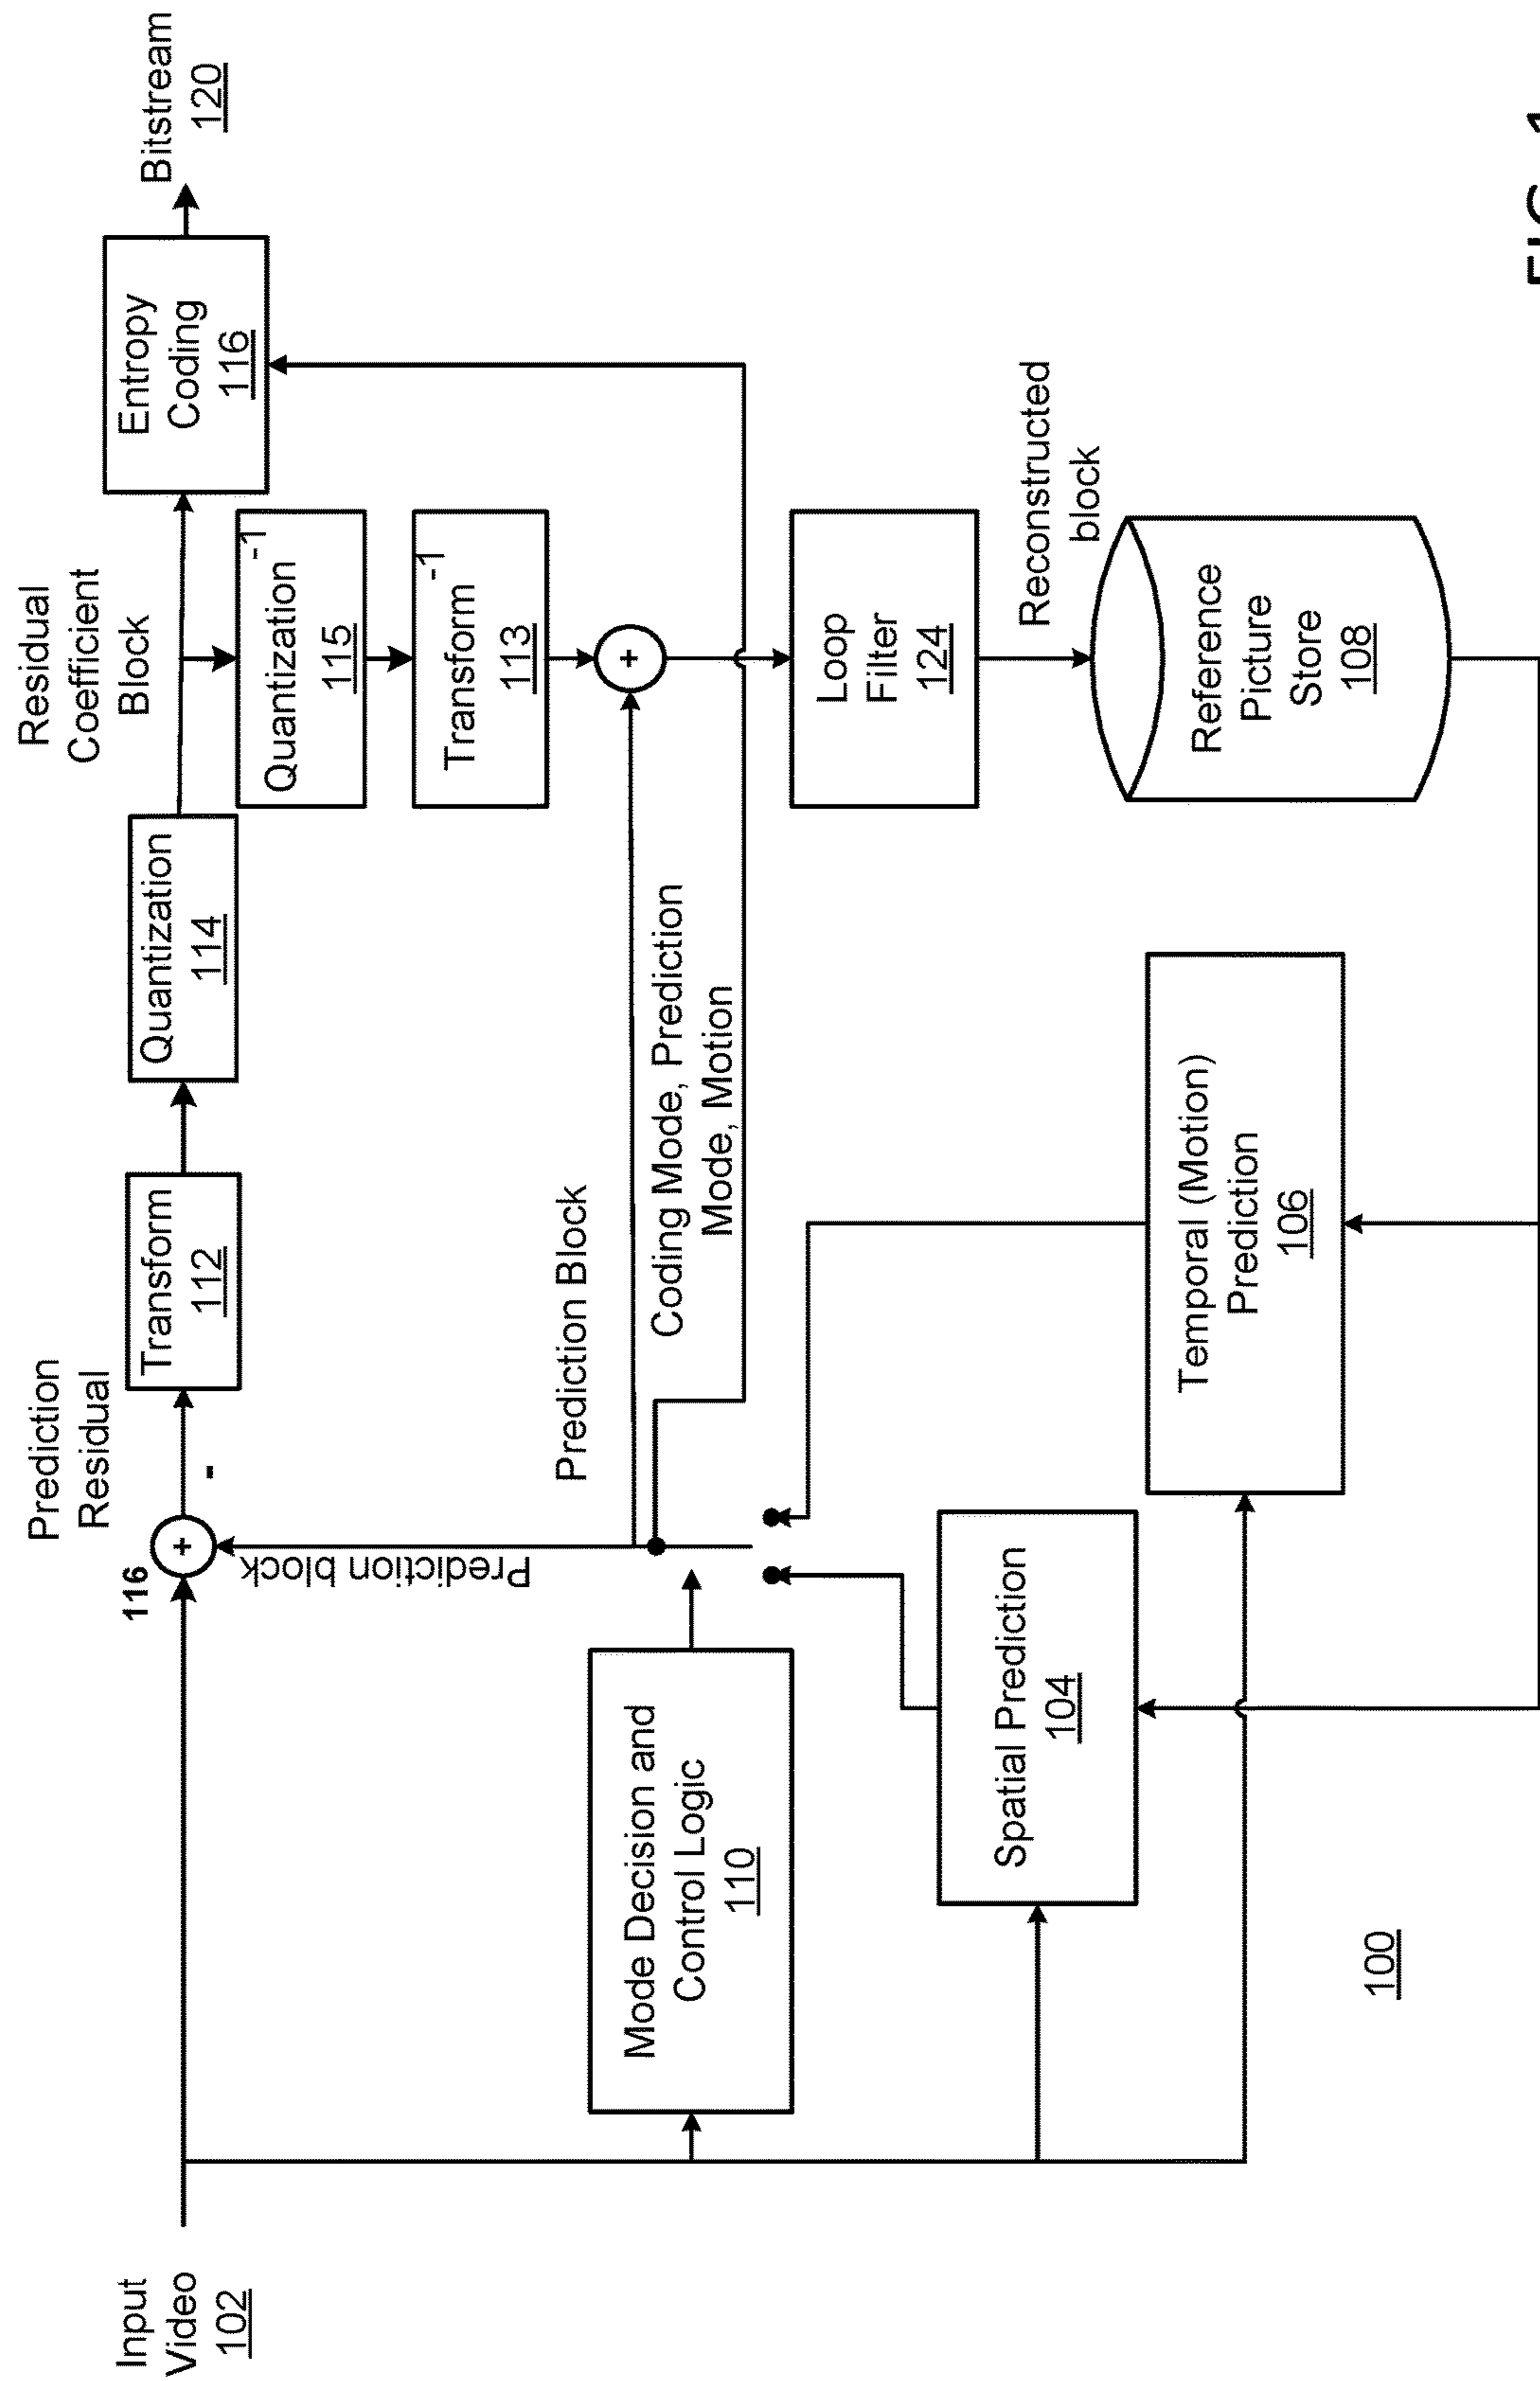 Input
Video
102
116
+
-
Prediction
Residual
Transform
112
Quantization
114
Residual
Coefficient
Block
Entropy
Coding
116
Bitstream
120
Quantization-1
115
Transform-1
113
+
Prediction block
Prediction Block
Coding Mode, Prediction
Mode, Motion
Mode Decision and
Control Logic
110
Loop
Filter
124
Reconstructed
block
Spatial Prediction
104
Temporal (Motion)
Prediction
106
Reference
Picture
Store
108
100
FIG. 1